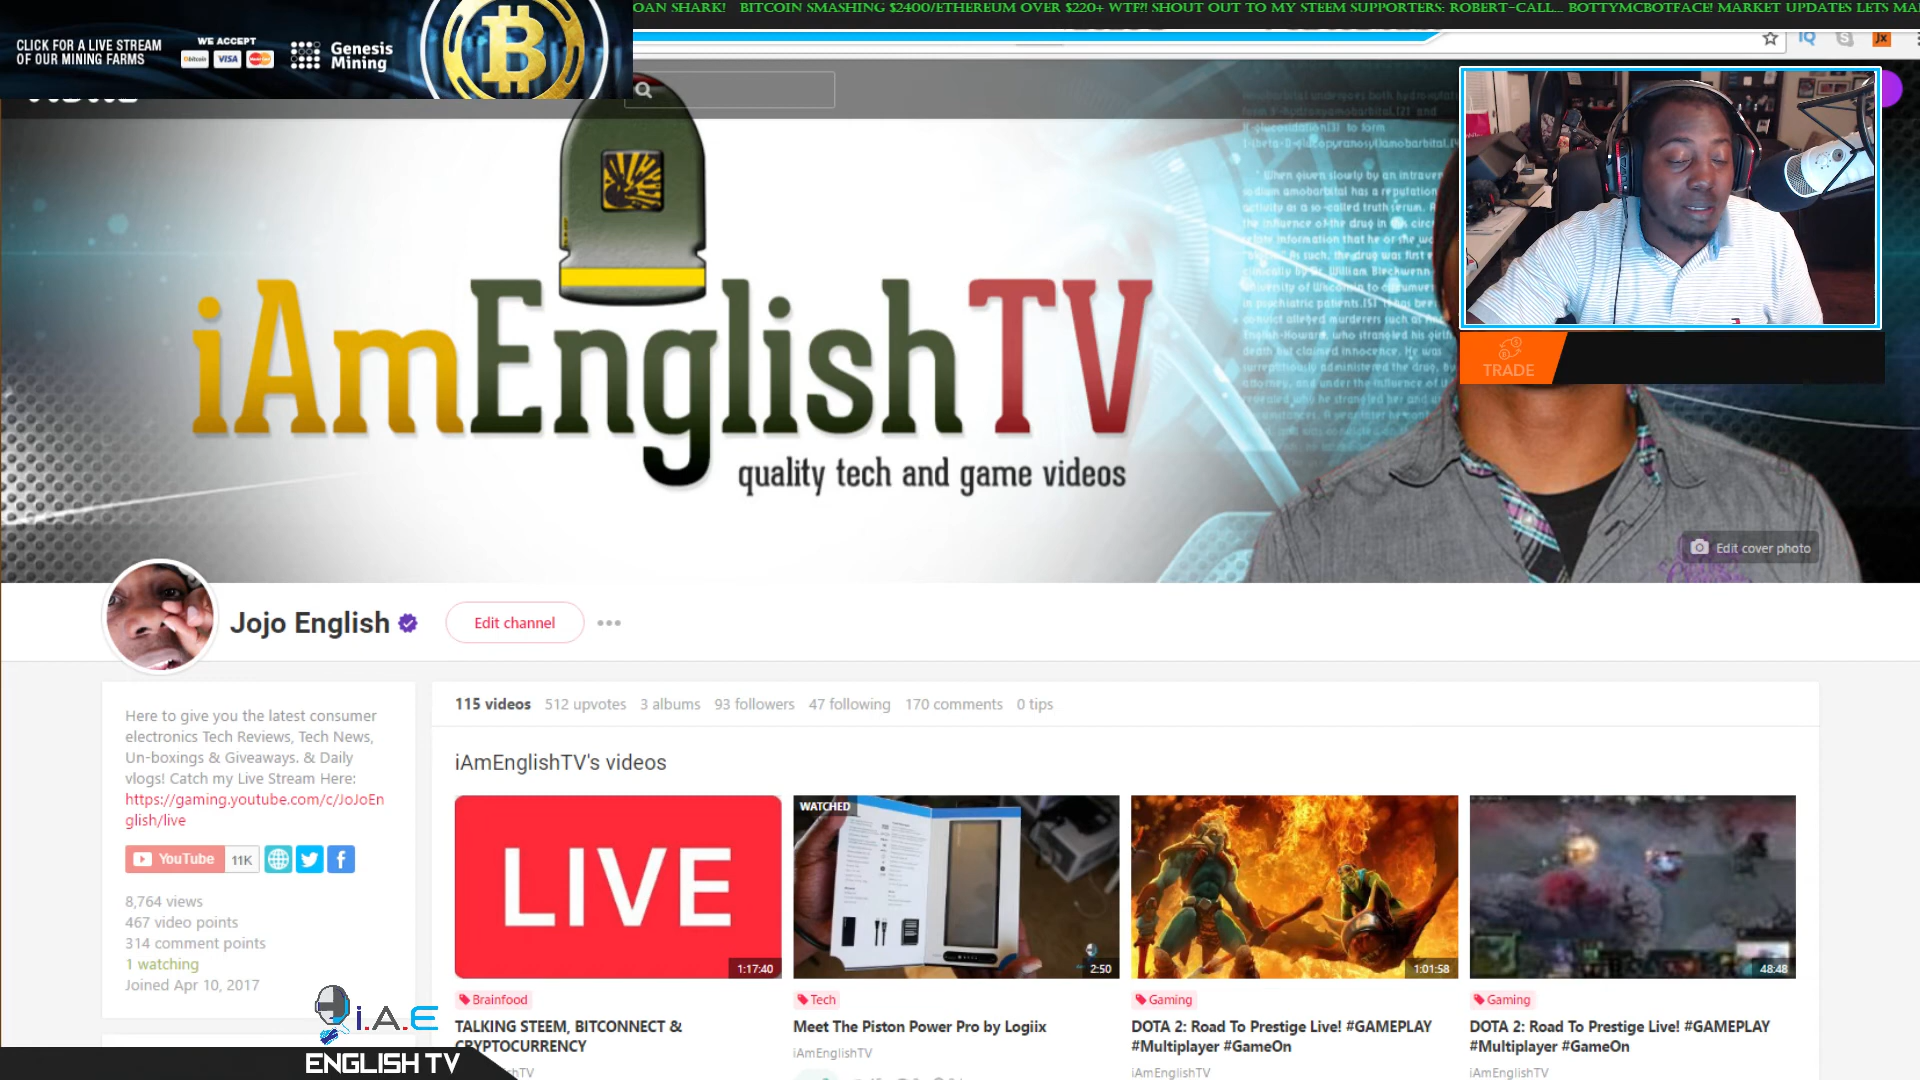 OAN SHARK!   BITCOIN SMASHING $2400/ETHEREUM OVER $220+ WTF?! SHOUT OUT TO MY STEEM SUPPORTERS: ROBERT-CALL... BOTTYMCBOTFACE! MARKET UPDATES LETS MA
CLICK FOR A LIVE STREAM
OF OUR MINING FARMS
WE ACCEPT
bitcoin VISA
Genesis
Mining
IQ
S
Jx
iAmEnglishTV
quality tech and game videos
TRADE
Edit cover photo
Jojo English
Edit channel
115 videos 512 upvotes 3 albums 93 followers 47 following 170 comments 0 tips
Here to give you the latest consumer
electronics Tech Reviews, Tech News,
Un-boxings & Giveaways. & Daily
vlogs! Catch my Live Stream Here:
https://gaming.youtube.com/c/JoJoEn
glish/live
YouTube 11K
8,764 views
467 video points
314 comment points
1 watching
Joined Apr 10, 2017
iAmEnglishTV's videos
LIVE
1:17:40
Brainfood
TALKING STEEM, BITCONNECT &
CRYPTOCURRENCY
hTV
WATCHED
2:50
Tech
Meet The Piston Power Pro by Logiix
iAmEnglishTV
1:01:58
Gaming
DOTA 2: Road To Prestige Live! #GAMEPLAY
#Multiplayer #GameOn
iAmEnglishTV
48:48
Gaming
DOTA 2: Road To Prestige Live! #GAMEPLAY
#Multiplayer #GameOn
iAmEnglishTV
i.A.E
ENGLISH TV